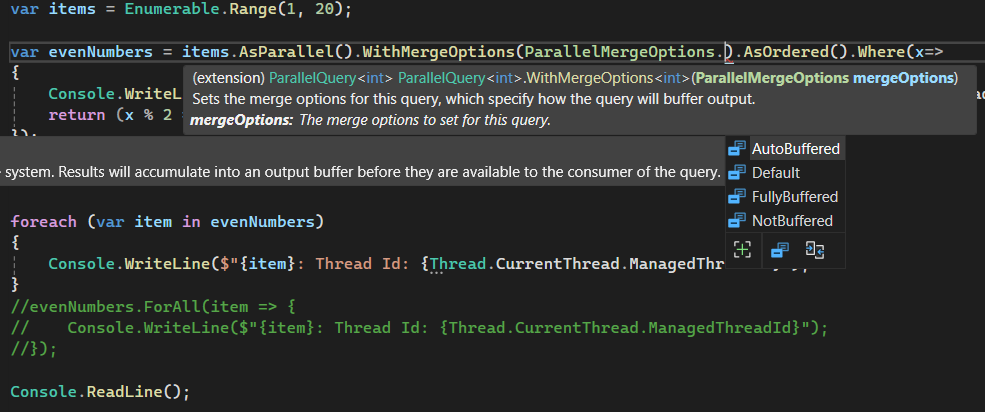 var items = Enumerable.Range(1, 20);
var evenNumbers = items.AsParallel().WithMergeOptions(ParallelMergeOptions.).AsOrdered().Where(x=>
{
(extension) ParallelQuery<int> ParallelQuery<int>.WithMergeOptions<int>(ParallelMergeOptions mergeOptions)
Sets the merge options for this query, which specify how the query will buffer output.
mergeOptions: The merge options to set for this query.
Console.WriteL
return (x % 2
});
system. Results will accumulate into an output buffer before they are available to the consumer of the query.
AutoBuffered
Default
FullyBuffered
NotBuffered
foreach (var item in evenNumbers)
{
Console.WriteLine($"{item}: Thread Id: {Thread.CurrentThread.ManagedThr
}
//evenNumbers.ForAll(item => {
//    Console.WriteLine($"{item}: Thread Id: {Thread.CurrentThread.ManagedThreadId}");
//});
Console.ReadLine();